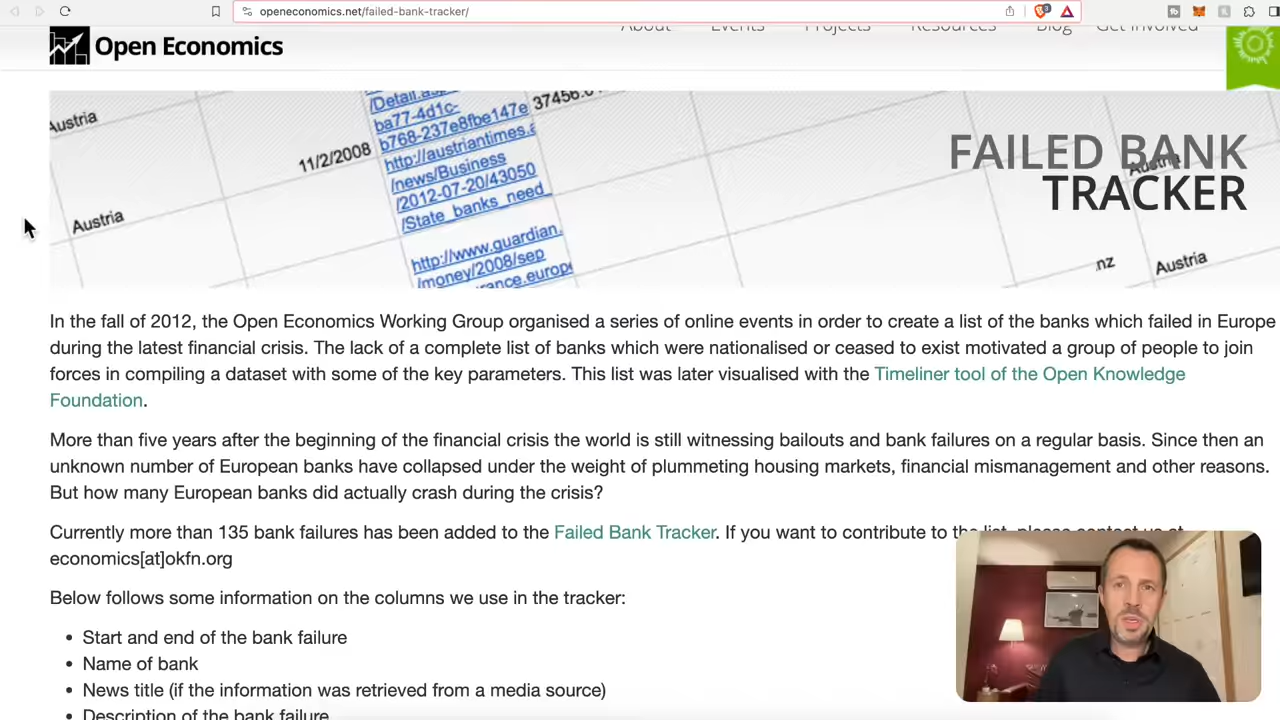 openeconomics.net/failed-bank-tracker/
About Events Projects Resources Blog Get Involved
Open Economics
/Detail.as
Austria
ba77-4d1c-
37456.0
b768-237e8fbe147e
11/2/2008
http://austriantimes.a
/news/Business
/2012-07-20/43050
/State_banks_need_
Austria
http://www.guardian.
/money/2008/sep
rance.europe
.nz
Austria
Austria
FAILED BANK
TRACKER
In the fall of 2012, the Open Economics Working Group organised a series of online events in order to create a list of the banks which failed in Europe
during the latest financial crisis. The lack of a complete list of banks which were nationalised or ceased to exist motivated a group of people to join
forces in compiling a dataset with some of the key parameters. This list was later visualised with the Timeliner tool of the Open Knowledge
Foundation.
More than five years after the beginning of the financial crisis the world is still witnessing bailouts and bank failures on a regular basis. Since then an
unknown number of European banks have collapsed under the weight of plummeting housing markets, financial mismanagement and other reasons.
But how many European banks did actually crash during the crisis?
Currently more than 135 bank failures has been added to the Failed Bank Tracker. If you want to contribute to the list, please contact us at
economics[at]okfn.org
Below follows some information on the columns we use in the tracker:
• Start and end of the bank failure
• Name of bank
• News title (if the information was retrieved from a media source)
• Description of the bank failure